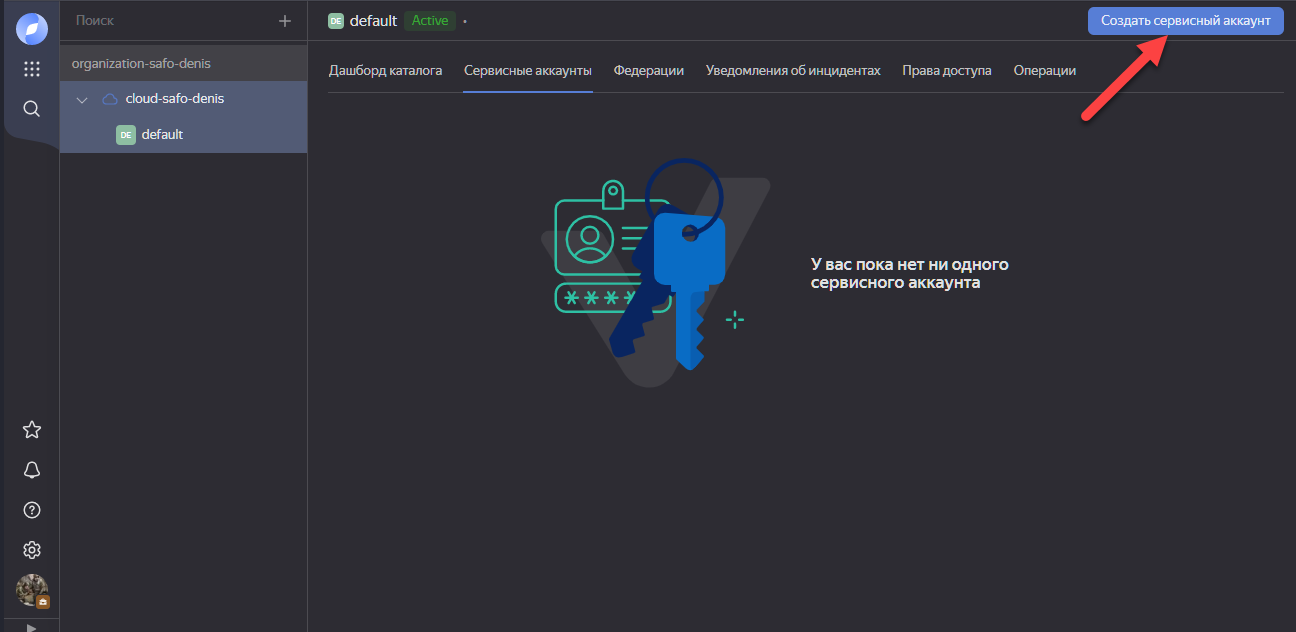 Поиск
organization-safo-denis
cloud-safo-denis
DE default
DE default Active
Создать сервисный аккаунт
Дашборд каталога Сервисные аккаунты Федерации Уведомления об инцидентах Права доступа Операции
У вас пока нет ни одного
сервисного аккаунта